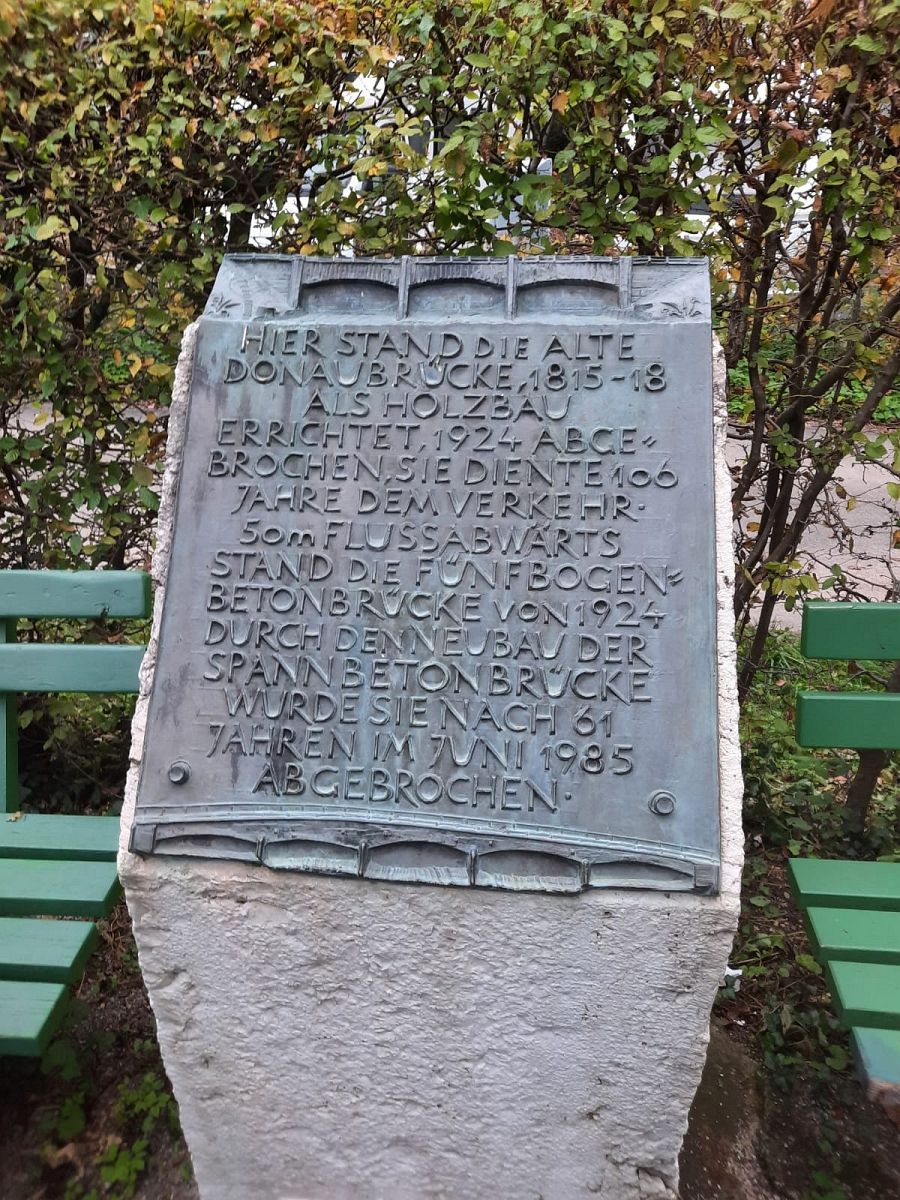 HIER STAND DIE ALTE
DONAUBRÜCKE, 1815-18
ALS HOLZBAU
ERRICHTET, 1924 ABGE-
BROCHEN, SIE DIENTE 106
JAHRE DEM VERKEHR.
50m FLUSSABWÄRTS
STAND DIE FÜNFBOGEN-
BETONBRÜCKE VON 1924
DURCH DEN NEUBAU DER
SPANNBETONBRÜCKE
WURDE SIE NACH 61
JAHREN IM JUNI 1985
ABGEBROCHEN.